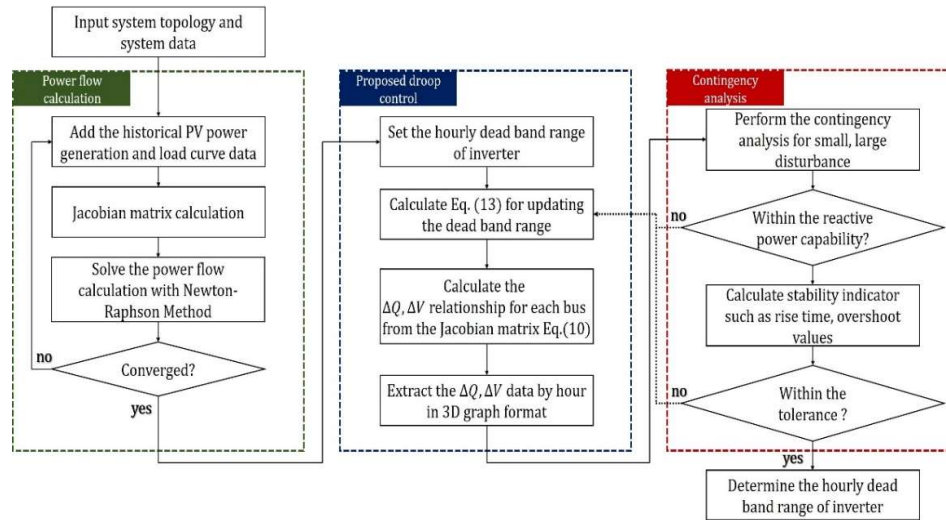 Input system topology and
system data
Power flow
calculation
Add the historical PV power
generation and load curve data
Jacobian matrix calculation
Solve the power flow
calculation with Newton-
Raphson Method
no
Converged?
yes
Proposed droop
control
Set the hourly dead band range
of inverter
Calculate Eq. (13) for updating
the dead band range
Calculate the
ΔQ, ΔV relationship for each bus
from the Jacobian matrix Eq.(10)
Extract the ΔQ, ΔV data by hour
in 3D graph format
Contingency
analysis
Perform the contingency
analysis for small, large
disturbance
no
Within the reactive
power capability?
Calculate stability indicator
such as rise time, overshoot
values
no
Within the
tolerance ?
yes
Determine the hourly dead
band range of inverter